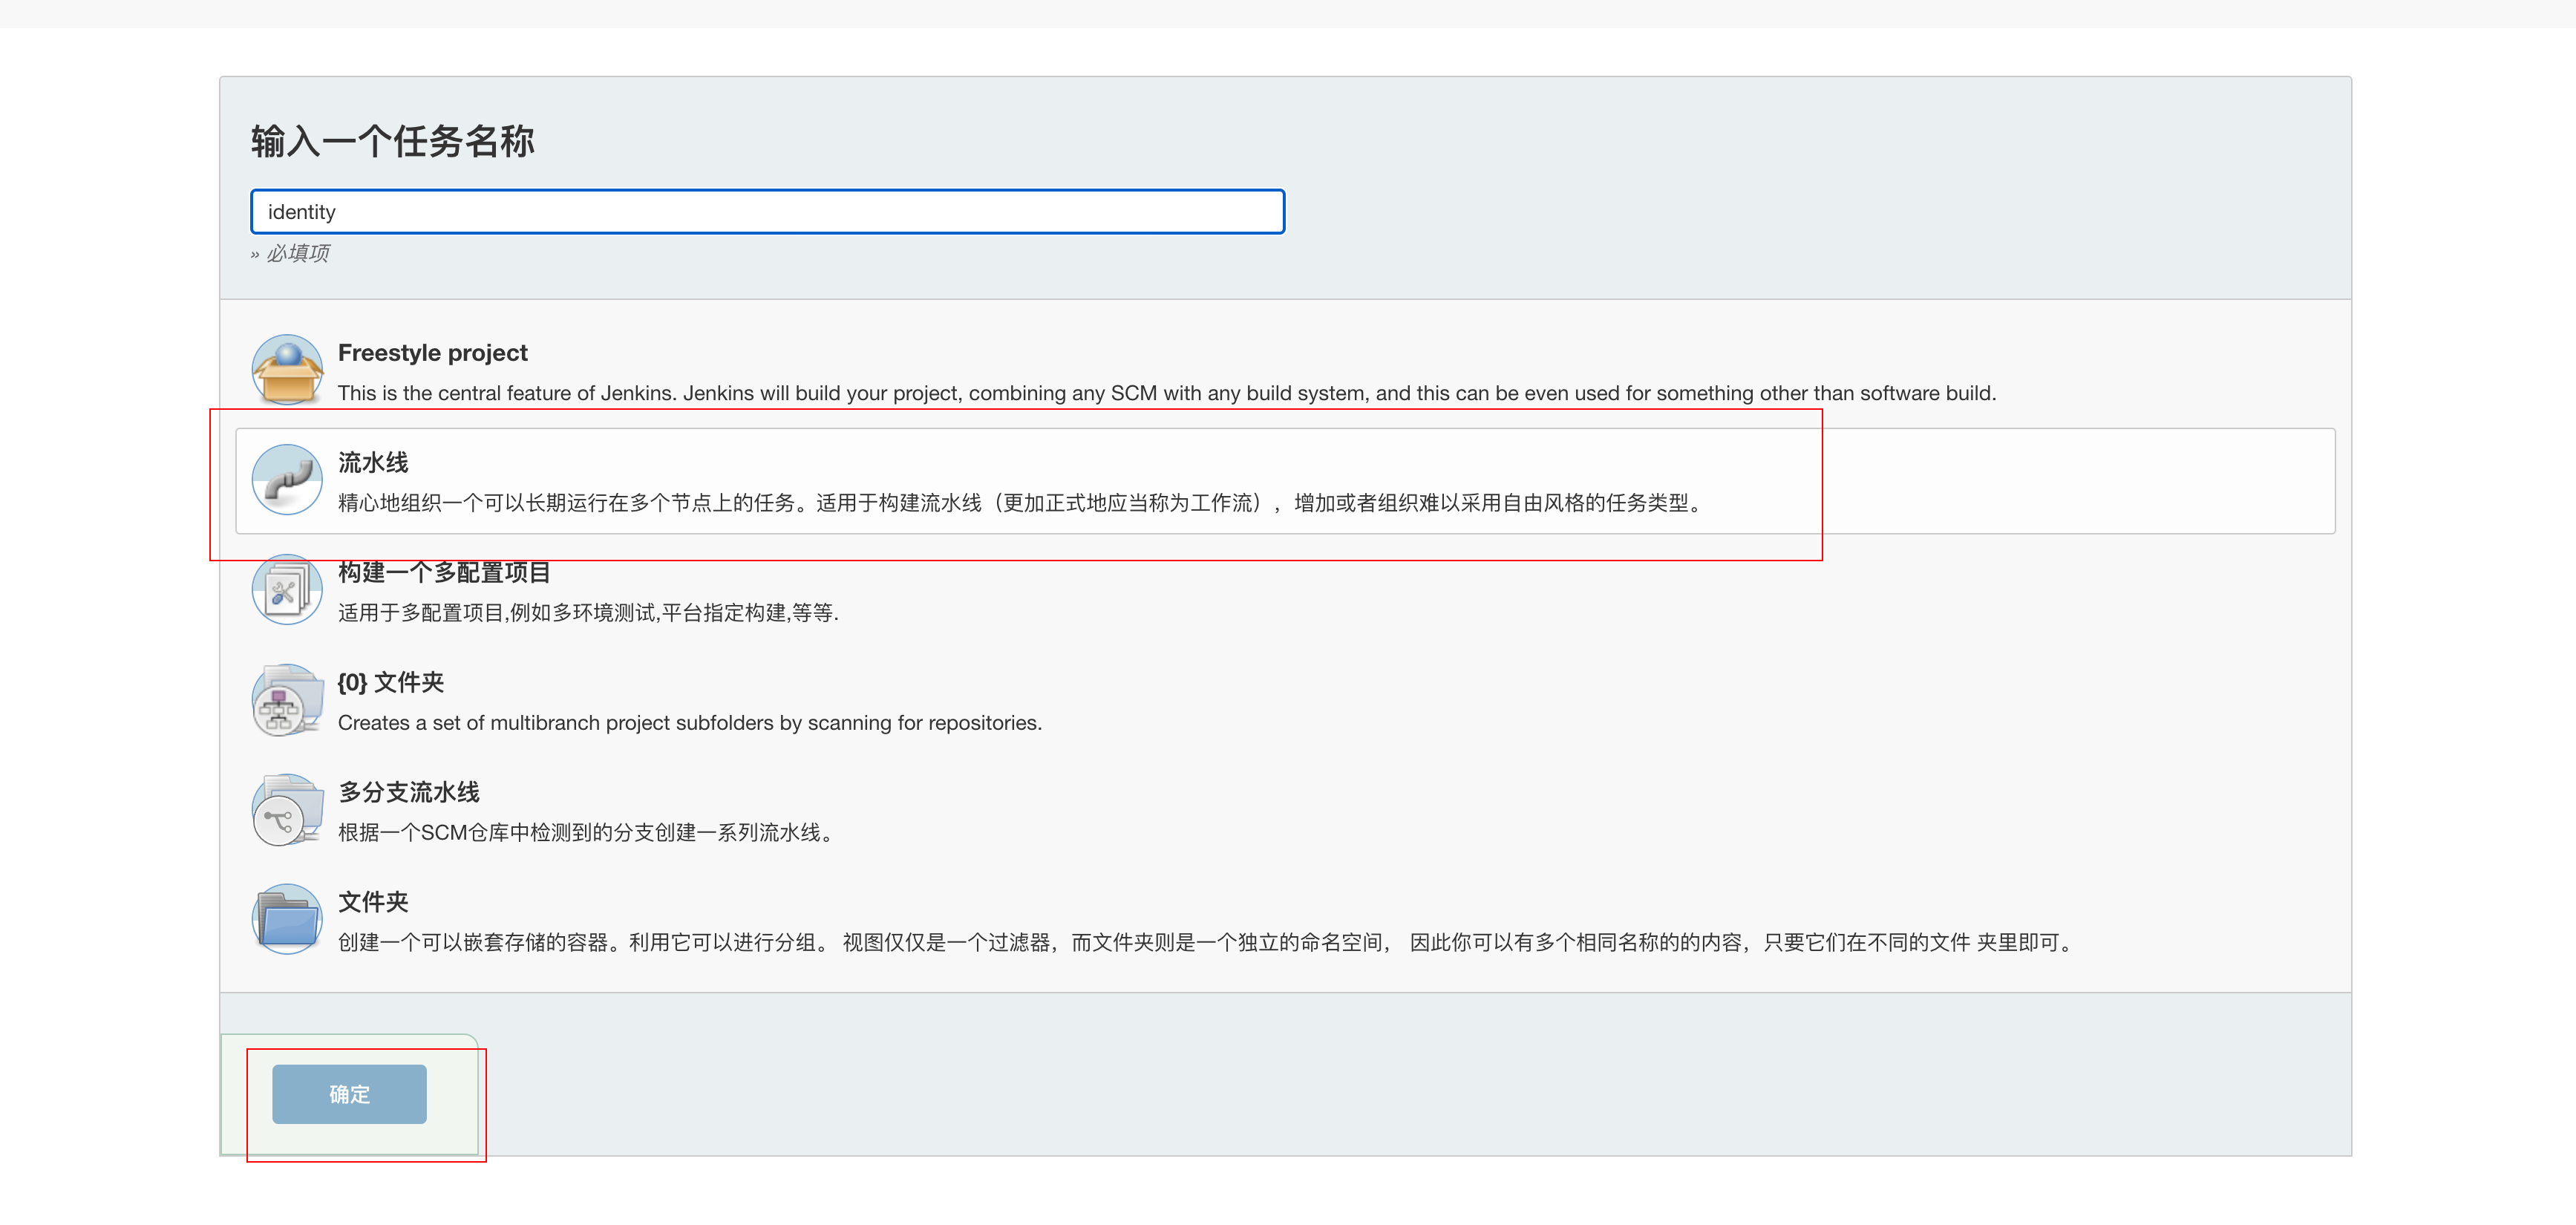 输入一个任务名称
identity
» 必填项
Freestyle project
This is the central feature of Jenkins. Jenkins will build your project, combining any SCM with any build system, and this can be even used for something other than software build.
流水线
精心地组织一个可以长期运行在多个节点上的任务。适用于构建流水线（更加正式地应当称为工作流），增加或者组织难以采用自由风格的任务类型。
构建一个多配置项目
适用于多配置项目,例如多环境测试,平台指定构建,等等.
{0} 文件夹
Creates a set of multibranch project subfolders by scanning for repositories.
多分支流水线
根据一个SCM仓库中检测到的分支创建一系列流水线。
文件夹
创建一个可以嵌套存储的容器。利用它可以进行分组。 视图仅仅是一个过滤器，而文件夹则是一个独立的命名空间， 因此你可以有多个相同名称的的内容，只要它们在不同的文件 夹里即可。
确定